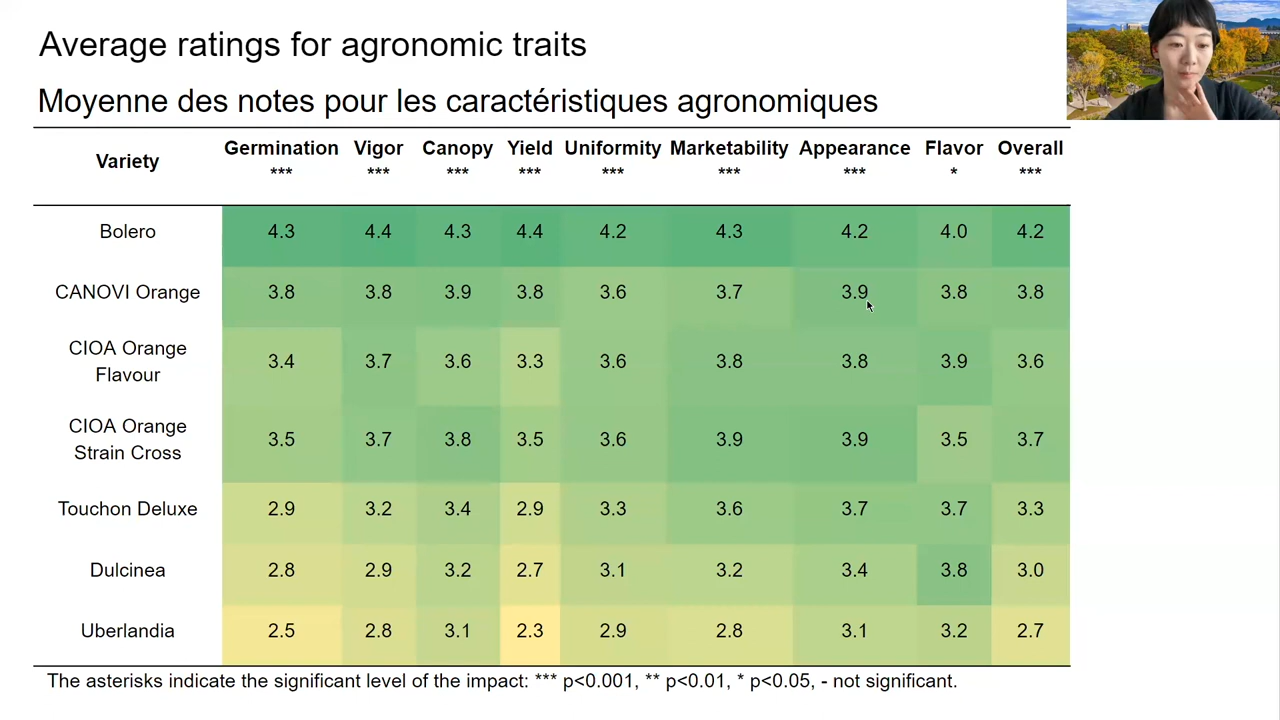 Average ratings for agronomic traits
Moyenne des notes pour les caractéristiques agronomiques
Variety Germination Vigor Canopy Yield Uniformity Marketability Appearance Flavor Overall
*** *** *** *** *** *** *** * ***
Bolero 4.3 4.4 4.3 4.4 4.2 4.3 4.2 4.0 4.2
CANOVI Orange 3.8 3.8 3.9 3.8 3.6 3.7 3.9 3.8 3.8
CIOA Orange
Flavour 3.4 3.7 3.6 3.3 3.6 3.8 3.8 3.9 3.6
CIOA Orange
Strain Cross 3.5 3.7 3.8 3.5 3.6 3.9 3.9 3.5 3.7
Touchon Deluxe 2.9 3.2 3.4 2.9 3.3 3.6 3.7 3.7 3.3
Dulcinea 2.8 2.9 3.2 2.7 3.1 3.2 3.4 3.8 3.0
Uberlandia 2.5 2.8 3.1 2.3 2.9 2.8 3.1 3.2 2.7
The asterisks indicate the significant level of the impact: *** p<0.001, ** p<0.01, * p<0.05, - not significant.